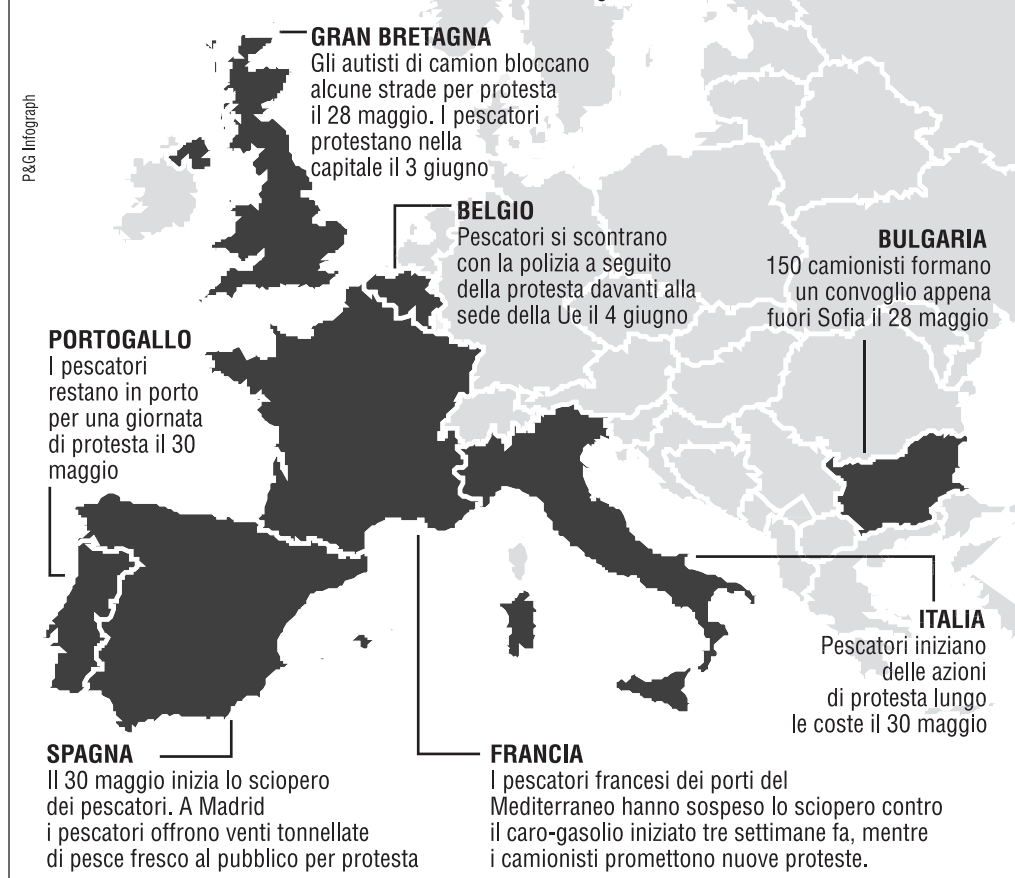 GRAN BRETAGNA
Gli autisti di camion bloccano
alcune strade per protesta
il 28 maggio. I pescatori
protestano nella
capitale il 3 giugno
P&G Infograph
BELGIO
Pescatori si scontrano
con la polizia a seguito
della protesta davanti alla
sede della Ue il 4 giugno
BULGARIA
150 camionisti formano
un convoglio appena
fuori Sofia il 28 maggio
PORTOGALLO
I pescatori
restano in porto
per una giornata
di protesta il 30
maggio
ITALIA
Pescatori iniziano
delle azioni
di protesta lungo
le coste il 30 maggio
SPAGNA
Il 30 maggio inizia lo sciopero
dei pescatori. A Madrid
i pescatori offrono venti tonnellate
di pesce fresco al pubblico per protesta
FRANCIA
I pescatori francesi dei porti del
Mediterraneo hanno sospeso lo sciopero contro
il caro-gasolio iniziato tre settimane fa, mentre
i camionisti promettono nuove proteste.